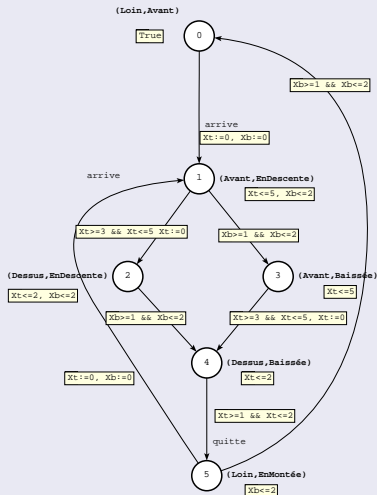 (Loin,Avant)
0
True
Xb>=1 && Xb<=2
arrive
Xt:=0, Xb:=0
arrive
1
(Avant,EnDescente)
Xt<=5, Xb<=2
Xt>=3 && Xt<=5 Xt:=0
Xb>=1 && Xb<=2
(Dessus,EnDescente)
2
3
(Avant,Baissée)
Xt<=2, Xb<=2
Xt<=5
Xb>=1 && Xb<=2
Xt>=3 && Xt<=5, Xt:=0
4
(Dessus,Baissée)
Xt:=0, Xb:=0
Xt<=2
Xt>=1 && Xt<=2
quitte
5
(Loin,EnMontée)
Xb<=2